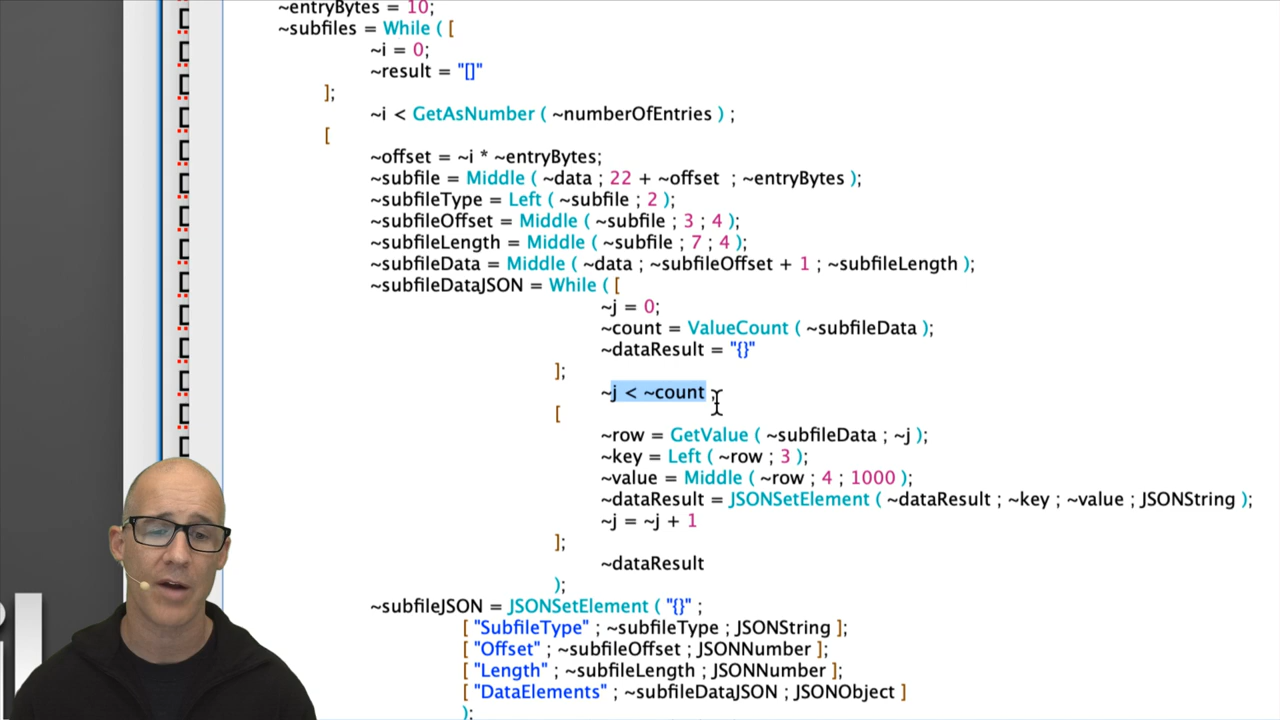 ~entryBytes = 10;
~subfiles = While ( [
~i = 0;
~result = "[]"
];
~i < GetAsNumber ( ~numberOfEntries ) ;
[
~offset = ~i * ~entryBytes;
~subfile = Middle ( ~data ; 22 + ~offset  ; ~entryBytes );
~subfileType = Left ( ~subfile ; 2 );
~subfileOffset = Middle ( ~subfile ; 3 ; 4 );
~subfileLength = Middle ( ~subfile ; 7 ; 4 );
~subfileData = Middle ( ~data ; ~subfileOffset + 1 ; ~subfileLength );
~subfileDataJSON = While ( [
~j = 0;
~count = ValueCount ( ~subfileData );
~dataResult = "{}"
];
~j < ~count ;
[
~row = GetValue ( ~subfileData ; ~j );
~key = Left ( ~row ; 3 );
~value = Middle ( ~row ; 4 ; 1000 );
~dataResult = JSONSetElement ( ~dataResult ; ~key ; ~value ; JSONString );
~j = ~j + 1
];
~dataResult
);
~subfileJSON = JSONSetElement ( "{}" ;
[ "SubfileType" ; ~subfileType ; JSONString ];
[ "Offset" ; ~subfileOffset ; JSONNumber ];
[ "Length" ; ~subfileLength ; JSONNumber ];
[ "DataElements" ; ~subfileDataJSON ; JSONObject ]
);